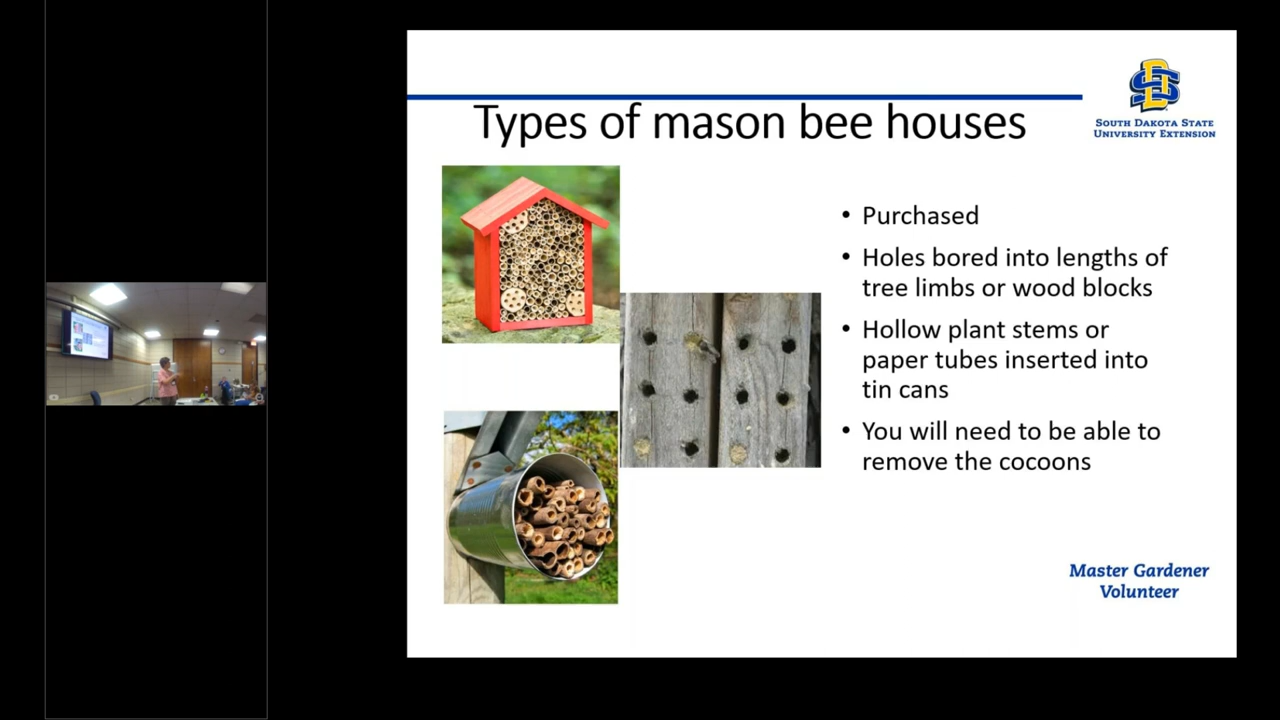 Types of mason bee houses
SOUTH DAKOTA STATE
UNIVERSITY EXTENSION
• Purchased
• Holes bored into lengths of
tree limbs or wood blocks
• Hollow plant stems or
paper tubes inserted into
tin cans
• You will need to be able to
remove the cocoons
Master Gardener
Volunteer